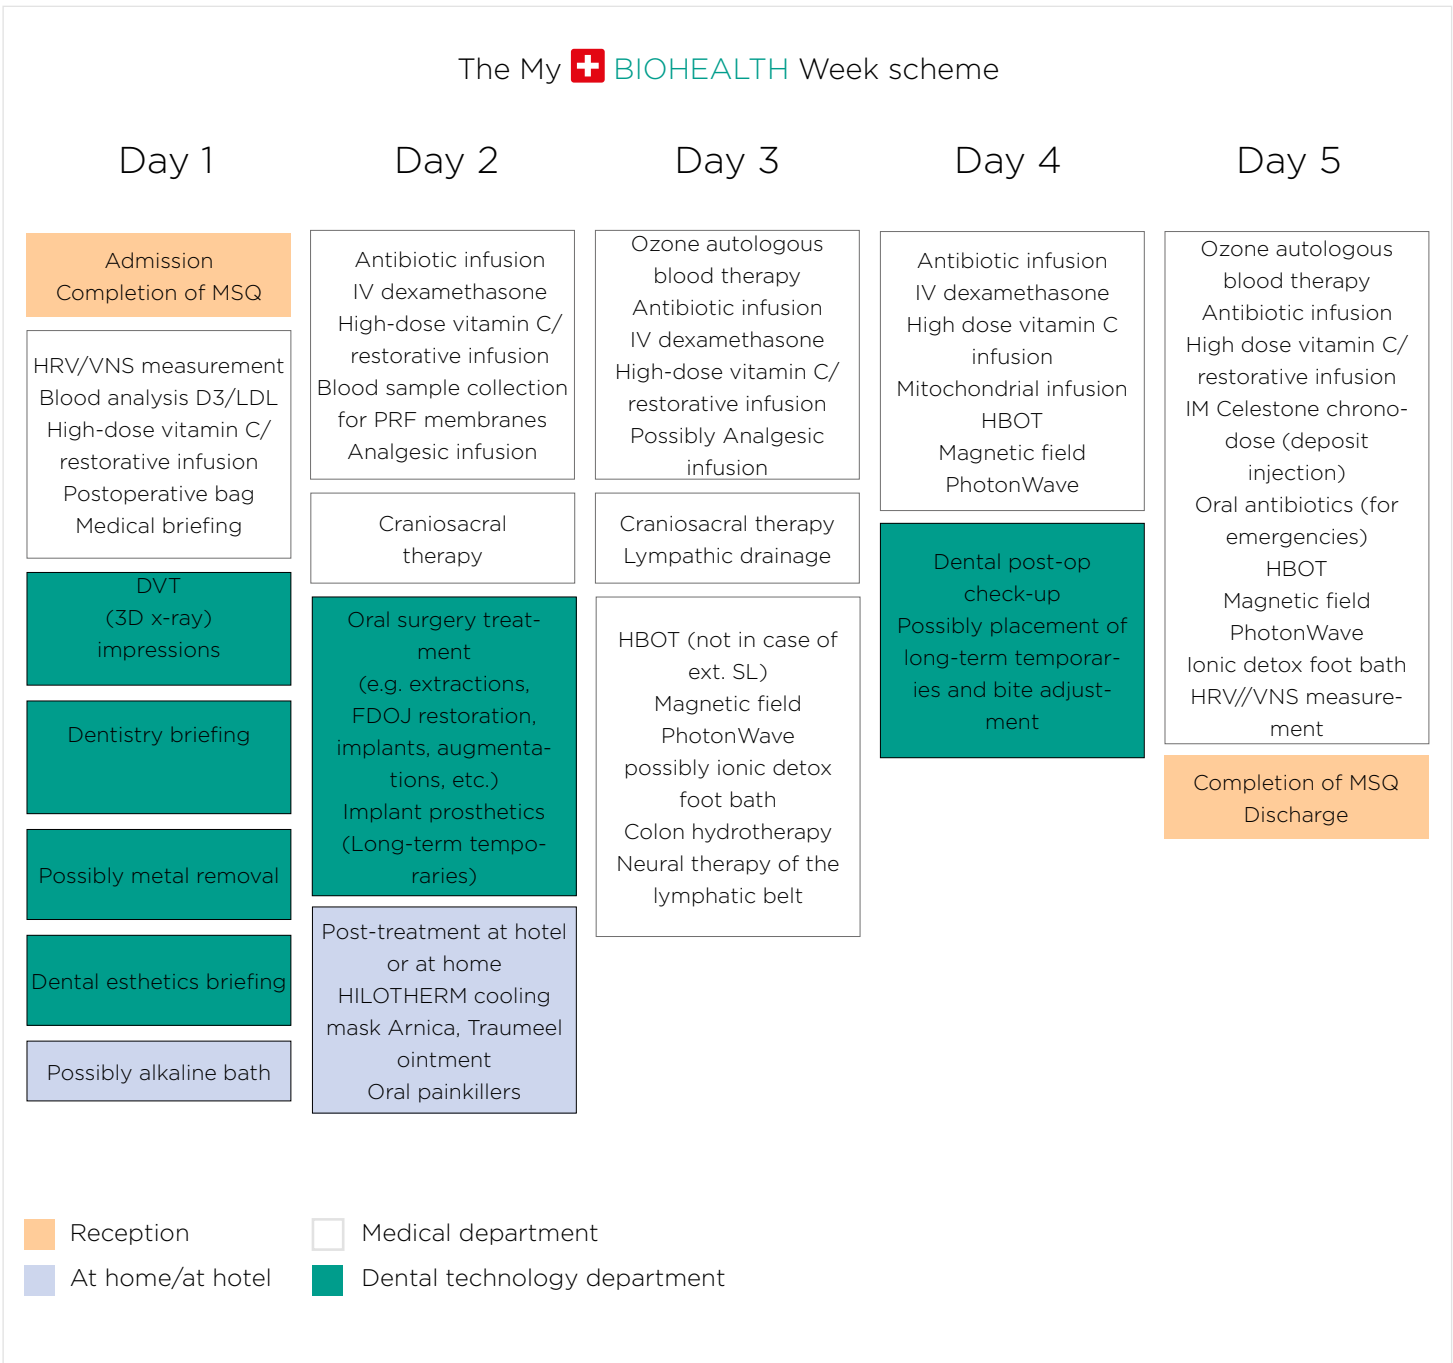 The My BIOHEALTH Week scheme
Day 1
Admission
Completion of MSQ
HRV/VNS measurement
Blood analysis D3/LDL
High-dose vitamin C/
restorative infusion
Postoperative bag
Medical briefing
DVT
(3D x-ray)
impressions
Dentistry briefing
Possibly metal removal
Dental esthetics briefing
Possibly alkaline bath
Day 2
Antibiotic infusion
IV dexamethasone
High-dose vitamin C/
restorative infusion
Blood sample collection
for PRF membranes
Analgesic infusion
Craniosacral
therapy
Oral surgery treat-
ment
(e.g. extractions,
FDOJ restoration,
implants, augmenta-
tions, etc.)
Implant prosthetics
(Long-term tempo-
raries)
Post-treatment at hotel
or at home
HILOTHERM cooling
mask Arnica, Traumeel
ointment
Oral painkillers
Day 3
Ozone autologous
blood therapy
Antibiotic infusion
IV dexamethasone
High-dose vitamin C/
restorative infusion
Possibly Analgesic
infusion
Craniosacral therapy
Lympathic drainage
HBOT (not in case of
ext. SL)
Magnetic field
PhotonWave
possibly ionic detox
foot bath
Colon hydrotherapy
Neural therapy of the
lymphatic belt
Day 4
Antibiotic infusion
IV dexamethasone
High dose vitamin C
infusion
Mitochondrial infusion
HBOT
Magnetic field
PhotonWave
Dental post-op
check-up
Possibly placement of
long-term temporar-
ies and bite adjust-
ment
Day 5
Ozone autologous
blood therapy
Antibiotic infusion
High dose vitamin C/
restorative infusion
IM Celestone chrono-
dose (deposit
injection)
Oral antibiotics (for
emergencies)
HBOT
Magnetic field
PhotonWave
Ionic detox foot bath
HRV//VNS measure-
ment
Completion of MSQ
Discharge
Reception
Medical department
At home/at hotel
Dental technology department